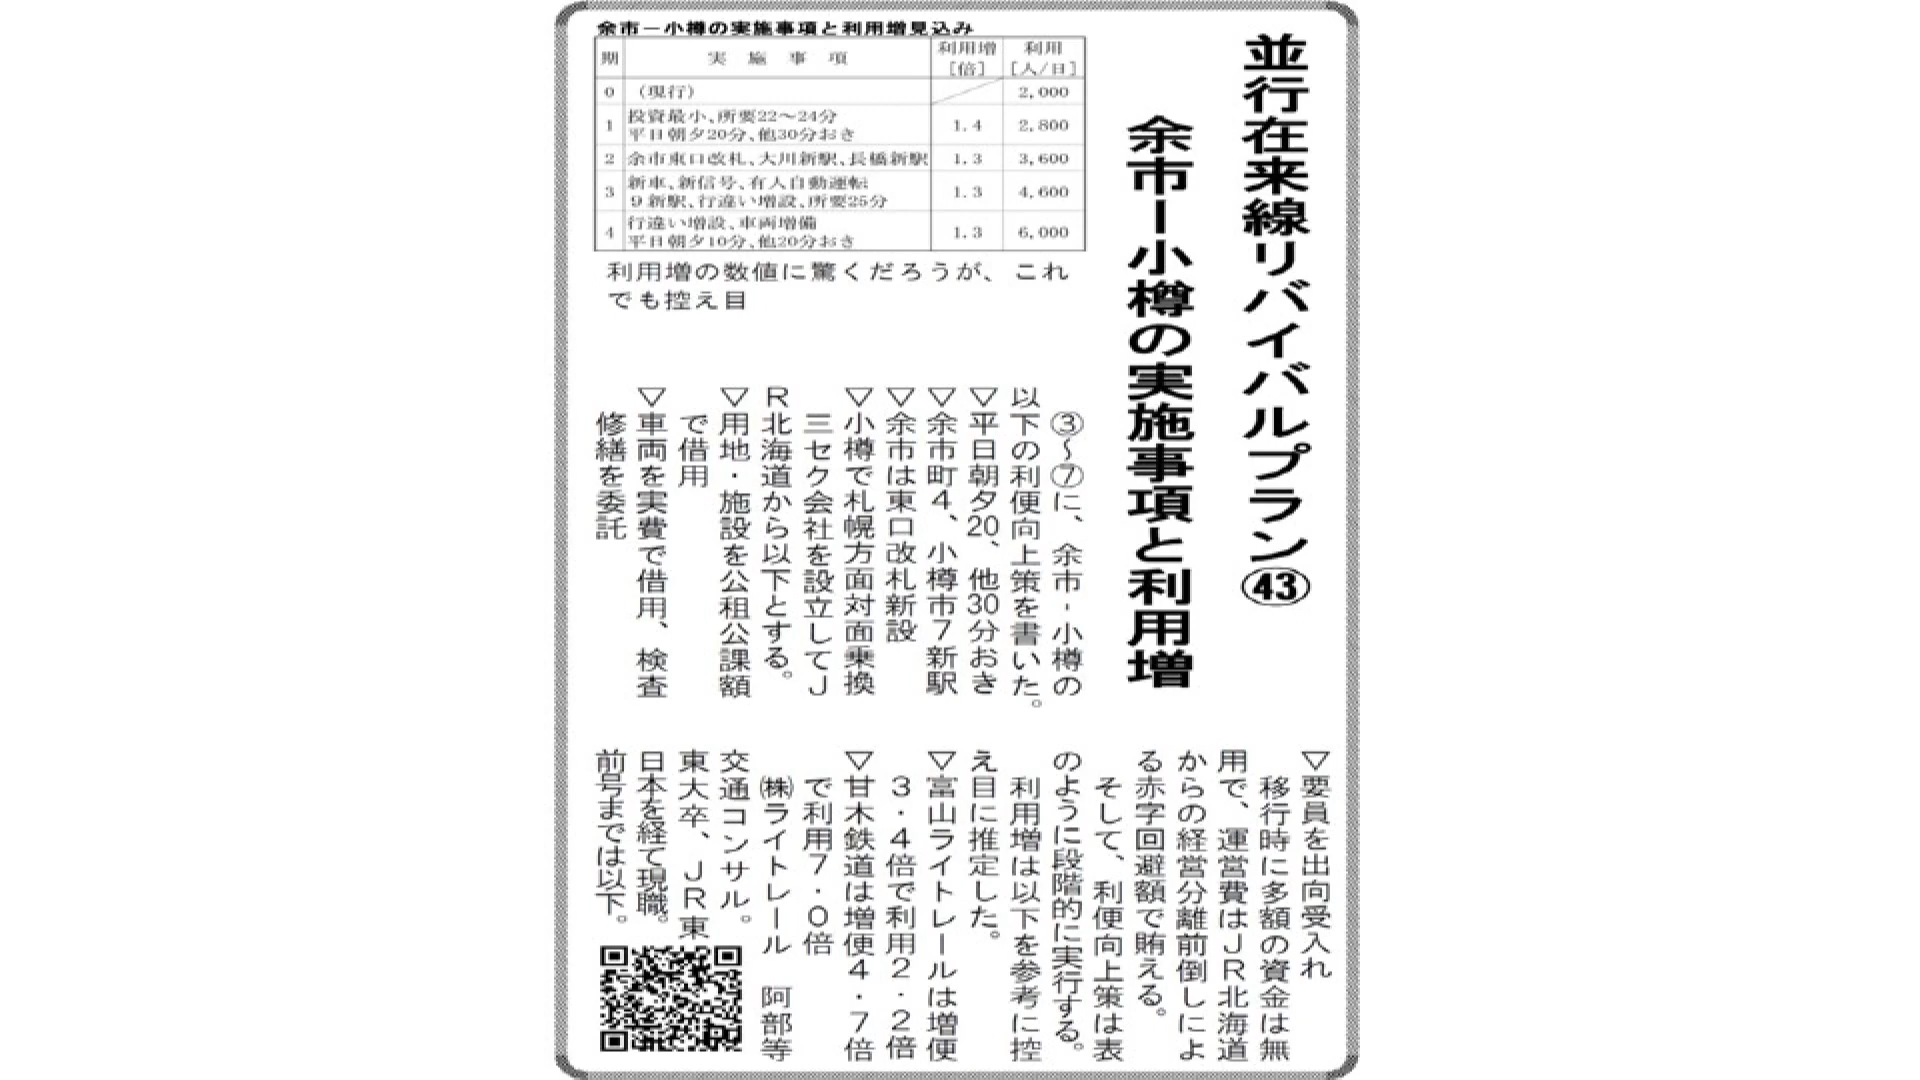 並行在来線リバイバルプラン㊸
余市ー小樽の実施事項と利用増
余市－小樽の実施事項と利用増見込み
期 実施事項 利用増[倍] 利用[人/日]
0 （現行） 2,000
1 投資最小、所要22～24分
平日朝夕20分、他30分おき 1.4 2,800
2 余市東口改札、大川新駅、長橋新駅 1.3 3,600
3 新車、新信号、有人自動運転
９新駅、行違い増設、所要25分 1.3 4,600
4 行違い増設、車両増備
平日朝夕10分、他20分おき 1.3 6,000
利用増の数値に驚くだろうが、これ
でも控え目
③～⑦に、余市-小樽の
以下の利便向上策を書いた。
▽平日朝夕20、他30分おき
▽余市町４、小樽市７新駅
▽余市は東口改札新設
▽小樽で札幌方面対面乗換
三セク会社を設立してＪ
Ｒ北海道から以下とする。
▽用地・施設を公租公課額
で借用
▽車両を実費で借用、検査
修繕を委託
▽要員を出向受入れ
移行時に多額の資金は無
用で、運営費はＪＲ北海道
からの経営分離前倒しによ
る赤字回避額で賄える。
そして、利便向上策は表
のように段階的に実行する。
利用増は以下を参考に控
え目に推定した。
▽富山ライトレールは増便
３・４倍で利用２・２倍
▽甘木鉄道は増便４・７倍
で利用７・０倍
㈱ライトレール　阿部等
交通コンサル。
東大卒、ＪＲ東
日本を経て現職。
前号までは以下。